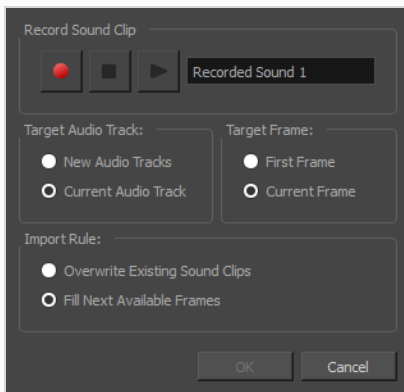 Record Sound Clip
Recorded Sound 1
Target Audio Track:
New Audio Tracks
Current Audio Track
Target Frame:
First Frame
Current Frame
Import Rule:
Overwrite Existing Sound Clips
Fill Next Available Frames
OK
Cancel